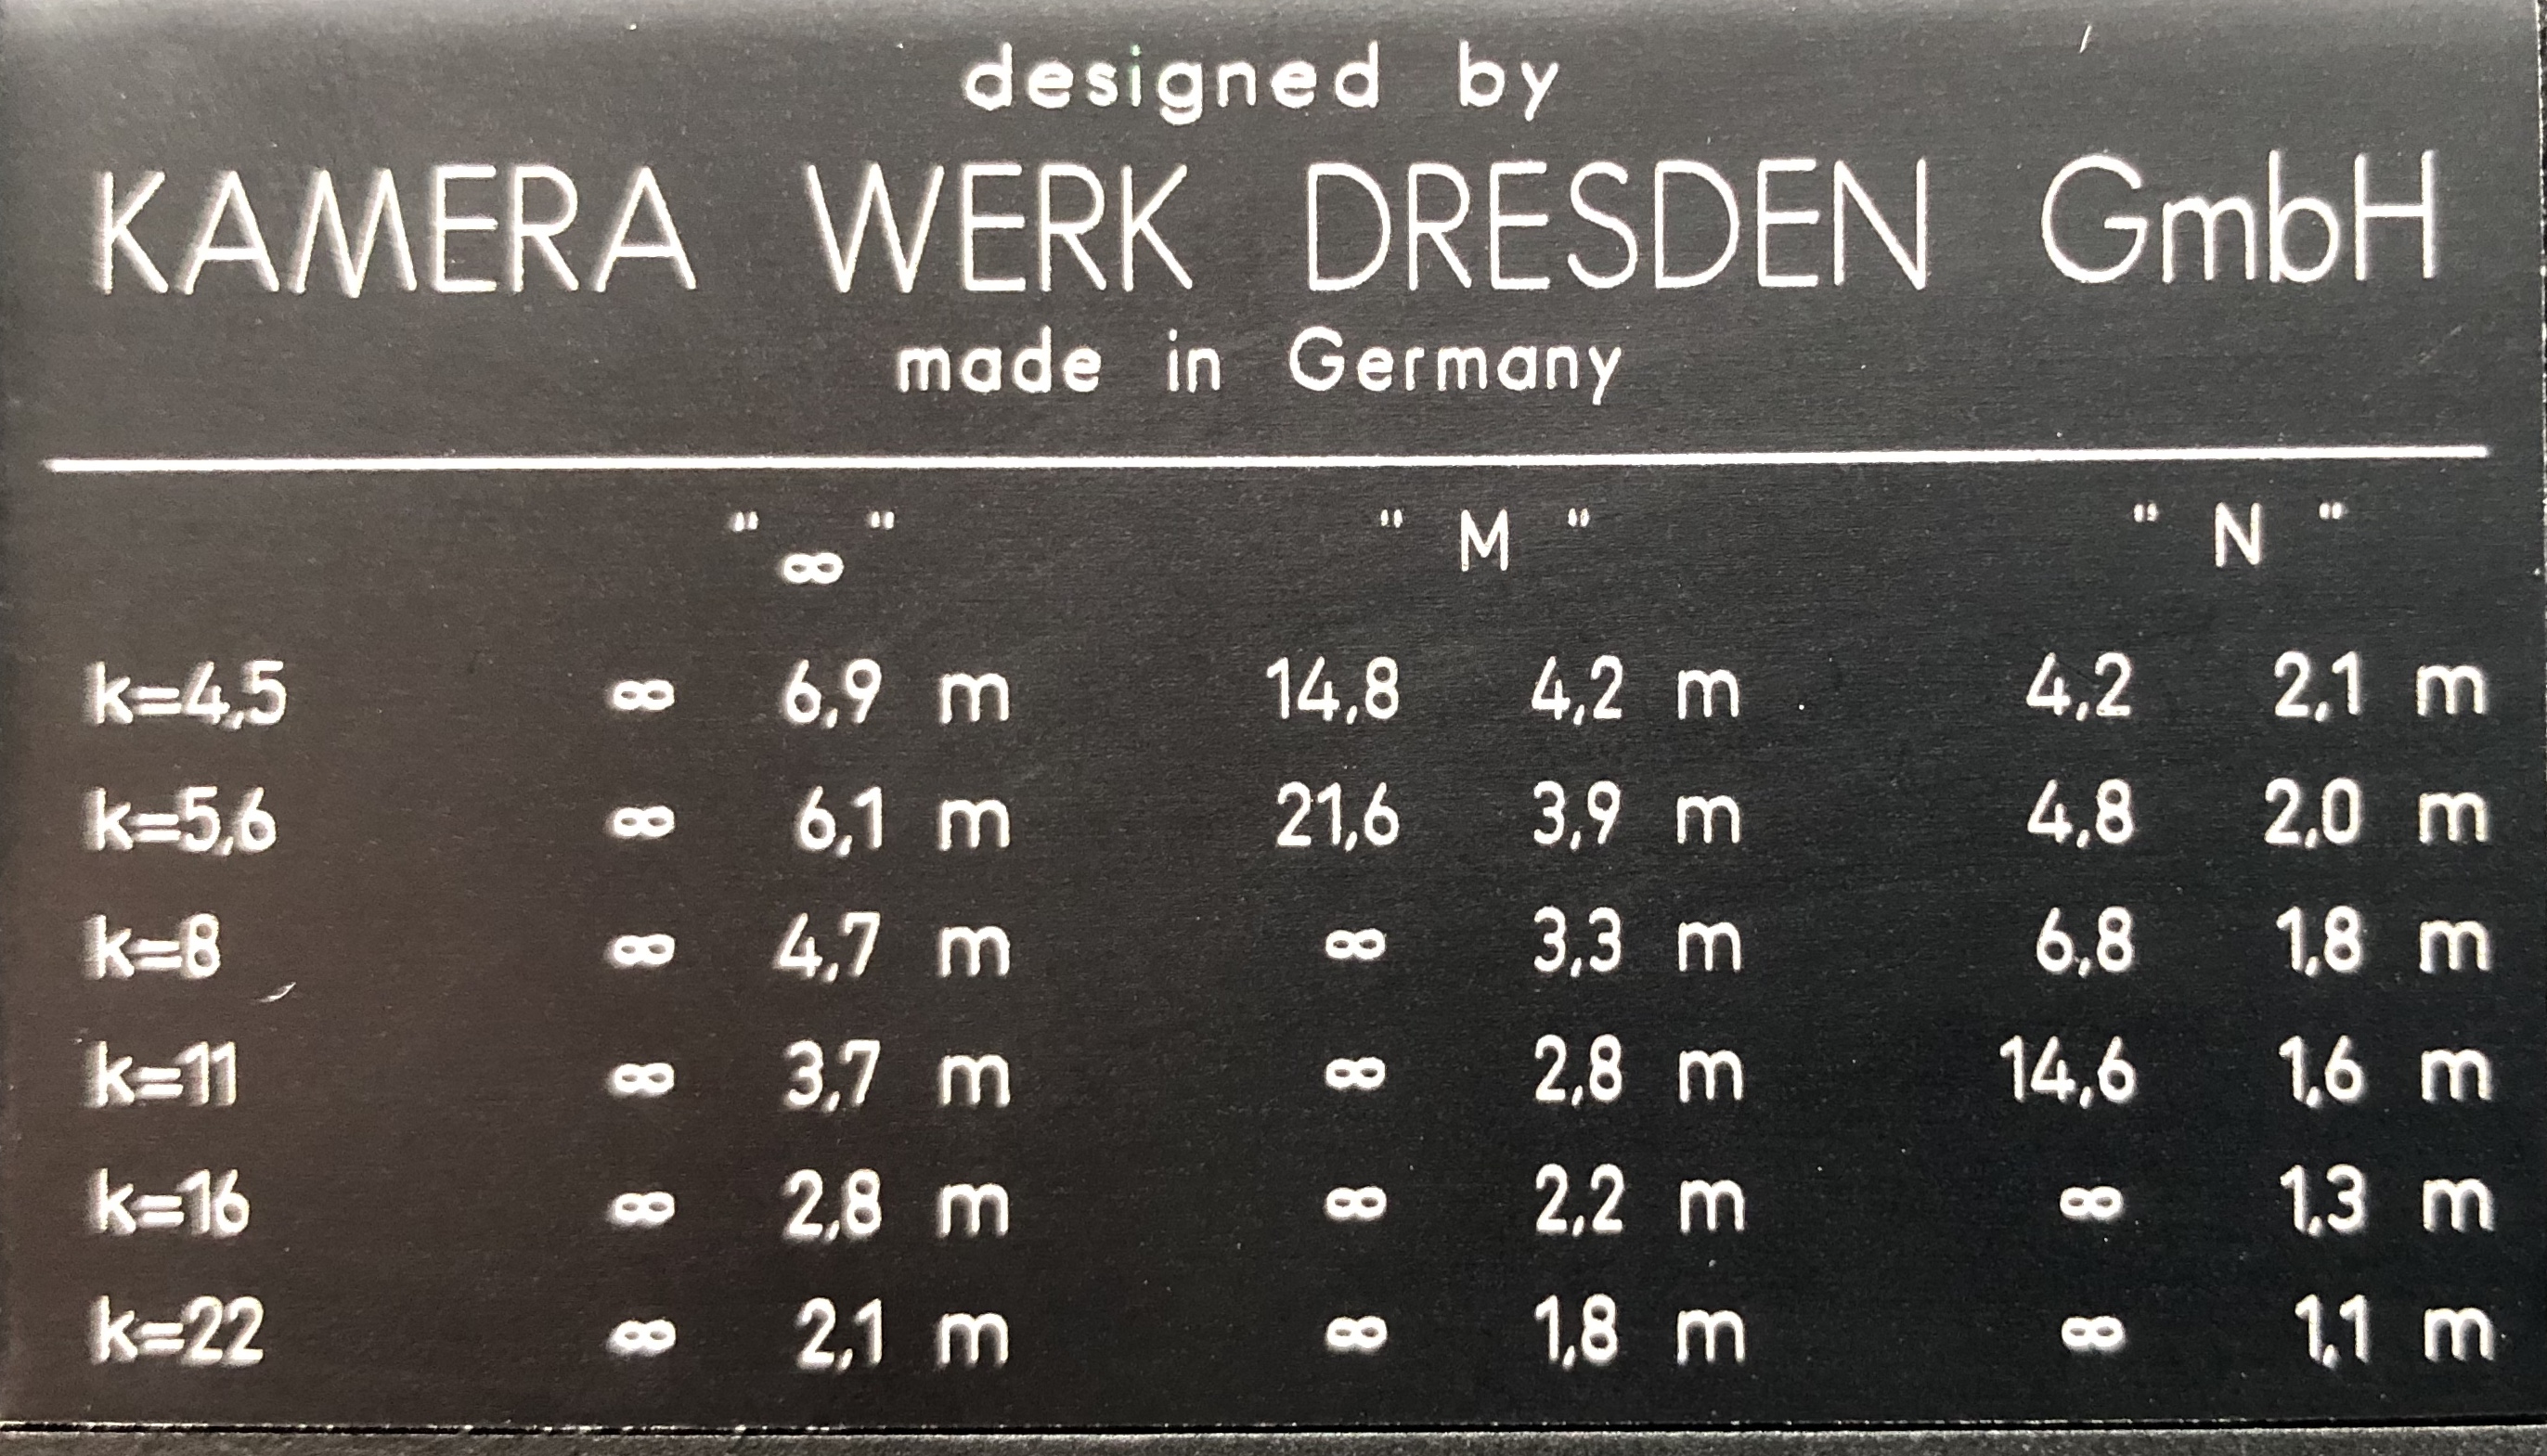 designed by
KAMERA WERK DRESDEN GmbH
made in Germany
" ∞ " " M " " N "
k=4,5 ∞ 6,9 m 14,8 4,2 m 4,2 2,1 m
k=5,6 ∞ 6,1 m 21,6 3,9 m 4,8 2,0 m
k=8 ∞ 4,7 m ∞ 3,3 m 6,8 1,8 m
k=11 ∞ 3,7 m ∞ 2,8 m 14,6 1,6 m
k=16 ∞ 2,8 m ∞ 2,2 m ∞ 1,3 m
k=22 ∞ 2,1 m ∞ 1,8 m ∞ 1,1 m